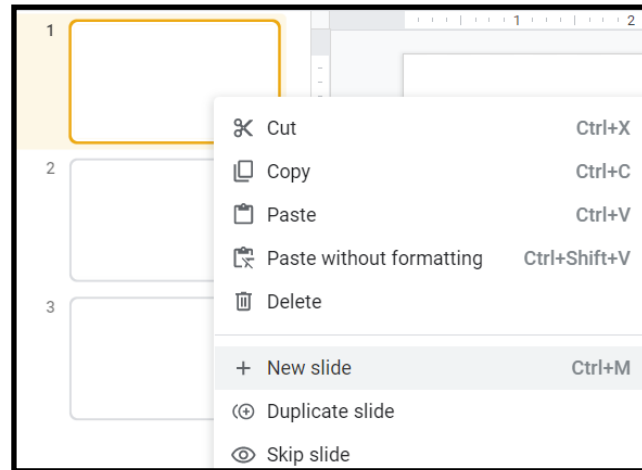 1
1 2
Cut Ctrl+X
2
Copy Ctrl+C
Paste Ctrl+V
Paste without formatting Ctrl+Shift+V
3
Delete
New slide Ctrl+M
Duplicate slide
Skip slide